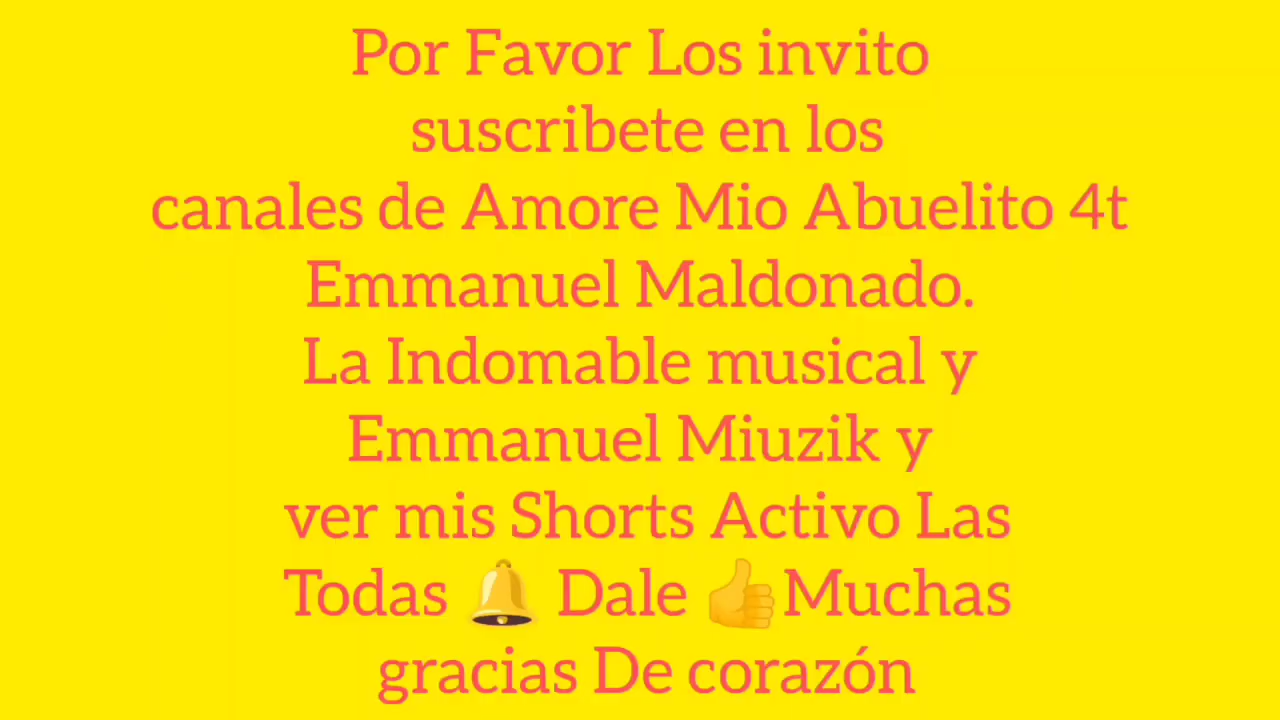 Por Favor Los invito
suscribete en los
canales de Amore Mio Abuelito 4t
Emmanuel Maldonado.
La Indomable musical y
Emmanuel Miuzik y
ver mis Shorts Activo Las
Todas 🔔 Dale 👍Muchas
gracias De corazón